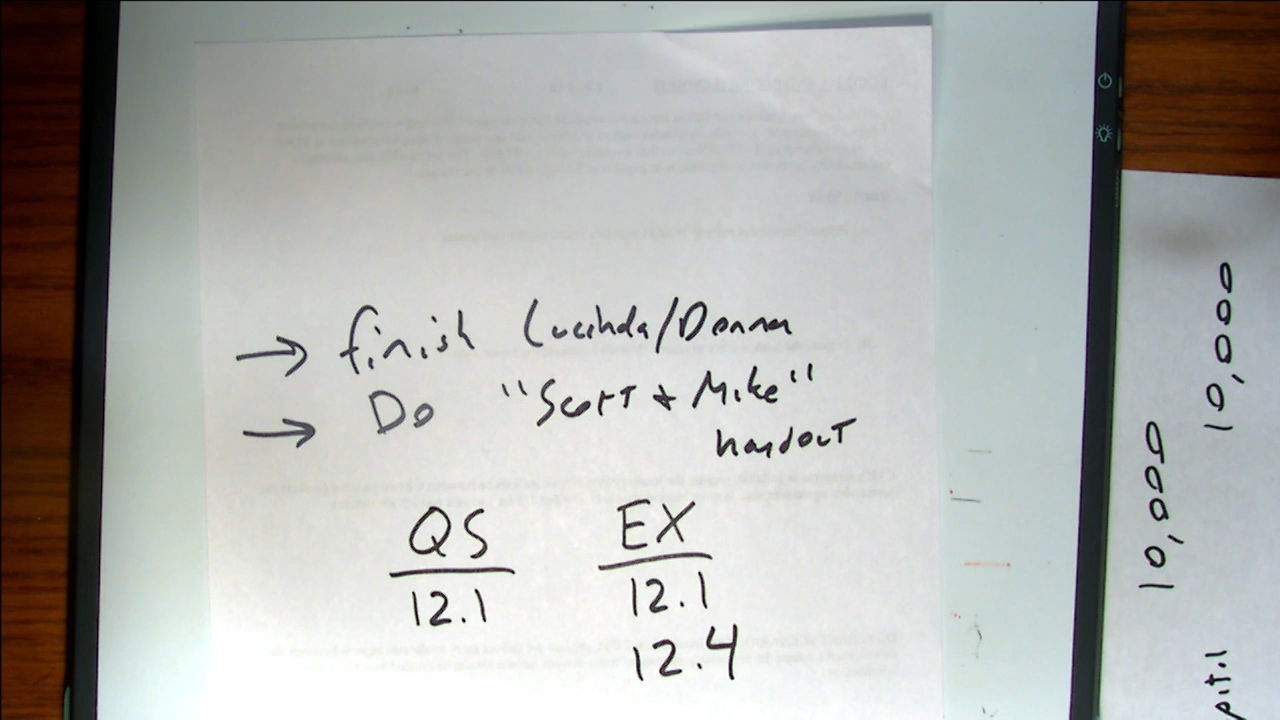 → finish Lucinda/Donna
→ Do "Scott + Mike"
handout
QS EX
12.1 12.1
12.4
10,000
10,000